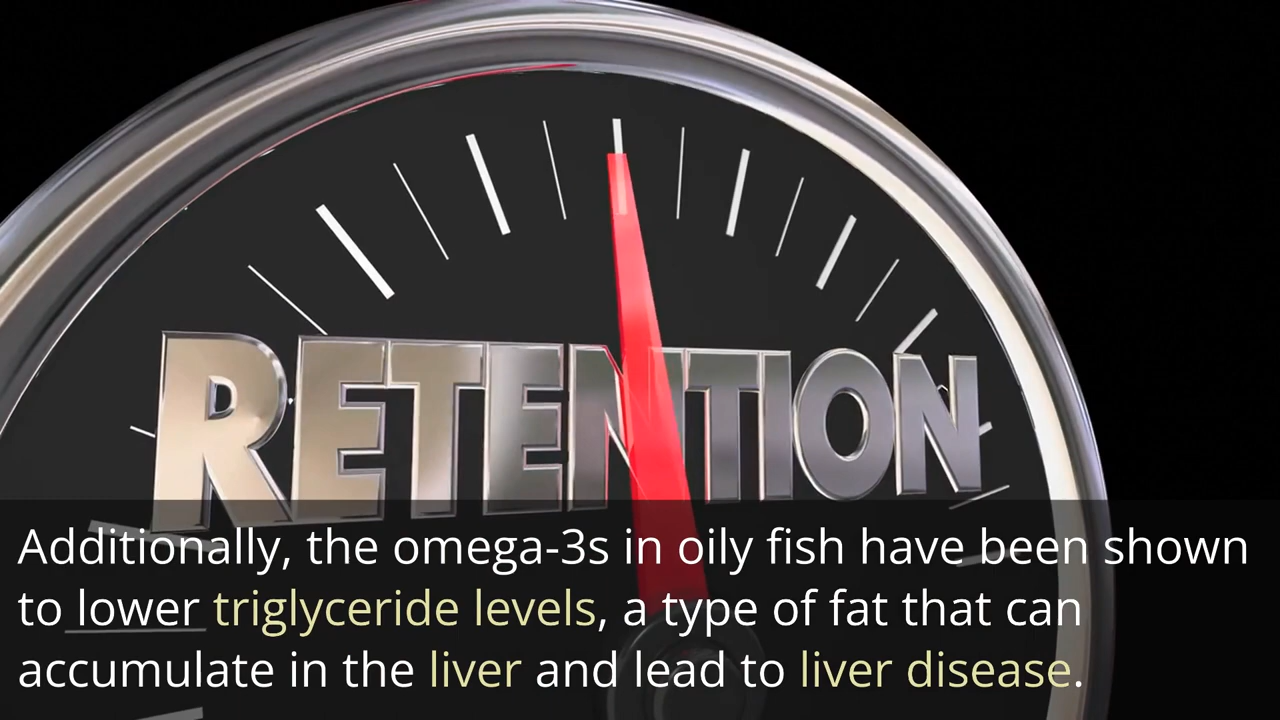 RETENTION
Additionally, the omega-3s in oily fish have been shown
to lower triglyceride levels, a type of fat that can
accumulate in the liver and lead to liver disease.